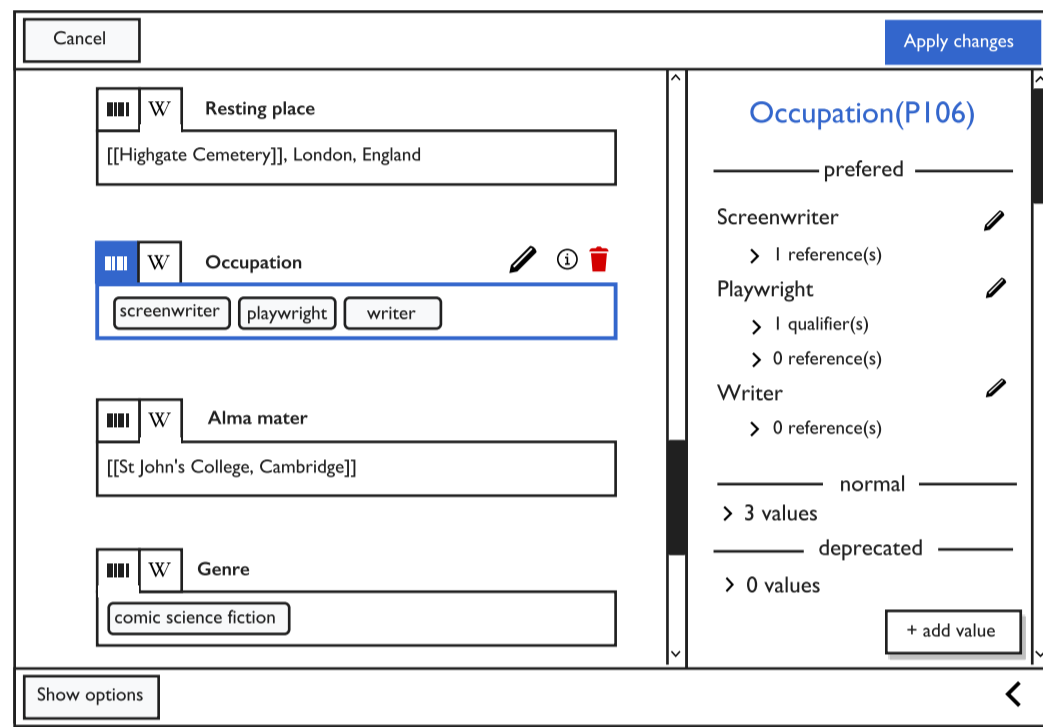 Cancel
Apply changes
W Resting place
[[Highgate Cemetery]], London, England
W Occupation
screenwriter playwright writer
W Alma mater
[[St John's College, Cambridge]]
W Genre
comic science fiction
Occupation(P106)
prefered
Screenwriter
1 reference(s)
Playwright
1 qualifier(s)
0 reference(s)
Writer
0 reference(s)
normal
3 values
deprecated
0 values
+ add value
Show options